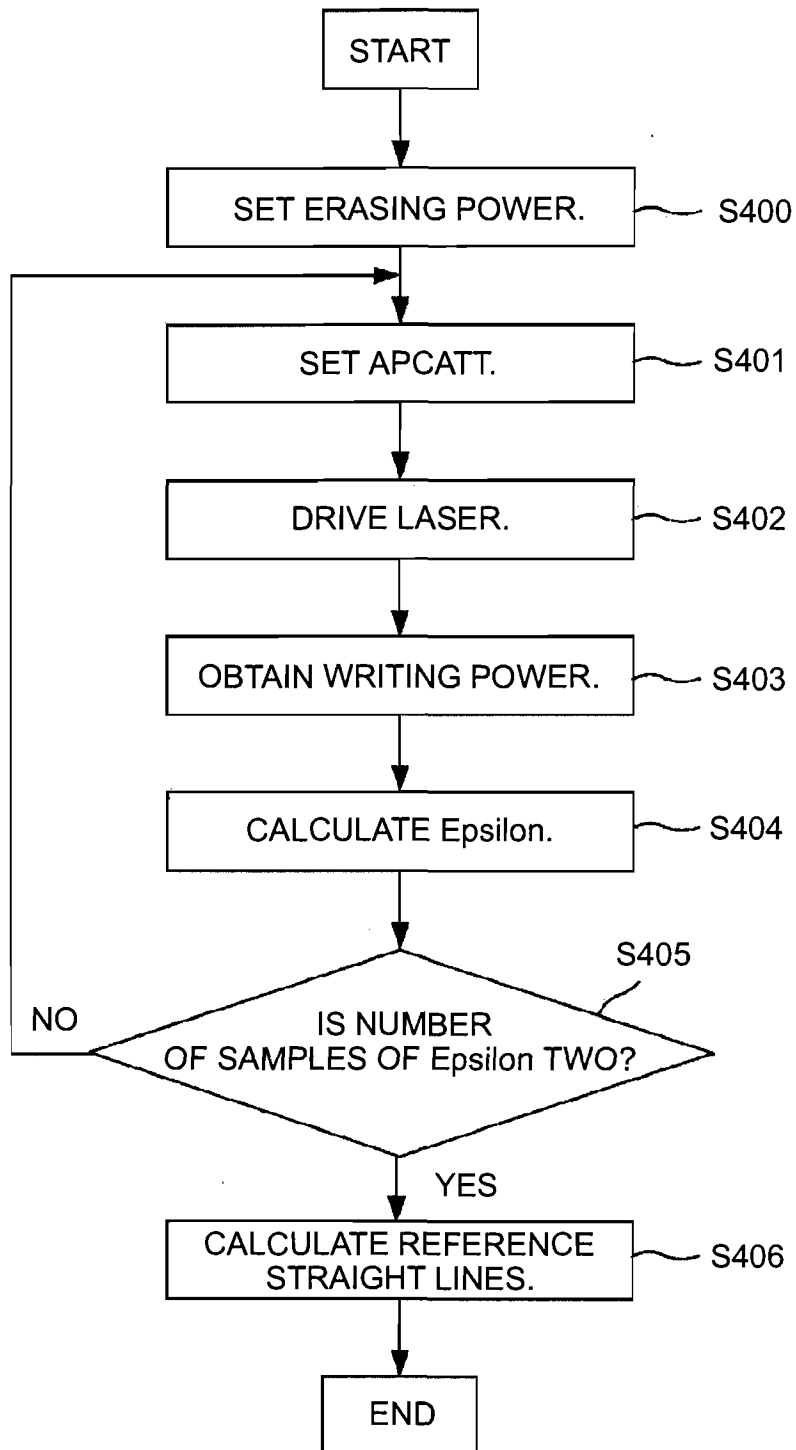 START
SET ERASING POWER.
S400
SET APCATT.
S401
DRIVE LASER.
S402
OBTAIN WRITING POWER.
S403
CALCULATE Epsilon.
S404
S405
NO
IS NUMBER
OF SAMPLES OF Epsilon TWO?
YES
CALCULATE REFERENCE
STRAIGHT LINES.
S406
END